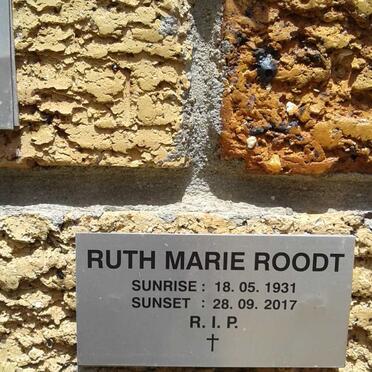 RUTH MARIE ROODT
SUNRISE : 18. 05. 1931
SUNSET : 28. 09. 2017
R. I. P.